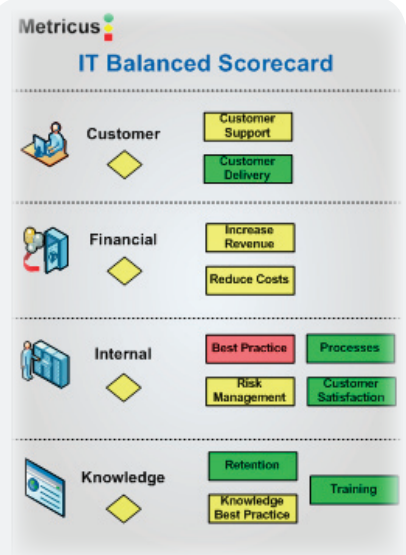 Metricus
IT Balanced Scorecard
Customer
Customer
Support
Customer
Delivery
Financial
Increase
Revenue
Reduce Costs
Internal
Best Practice
Processes
Risk
Management
Customer
Satisfaction
Knowledge
Retention
Training
Knowledge
Best Practice